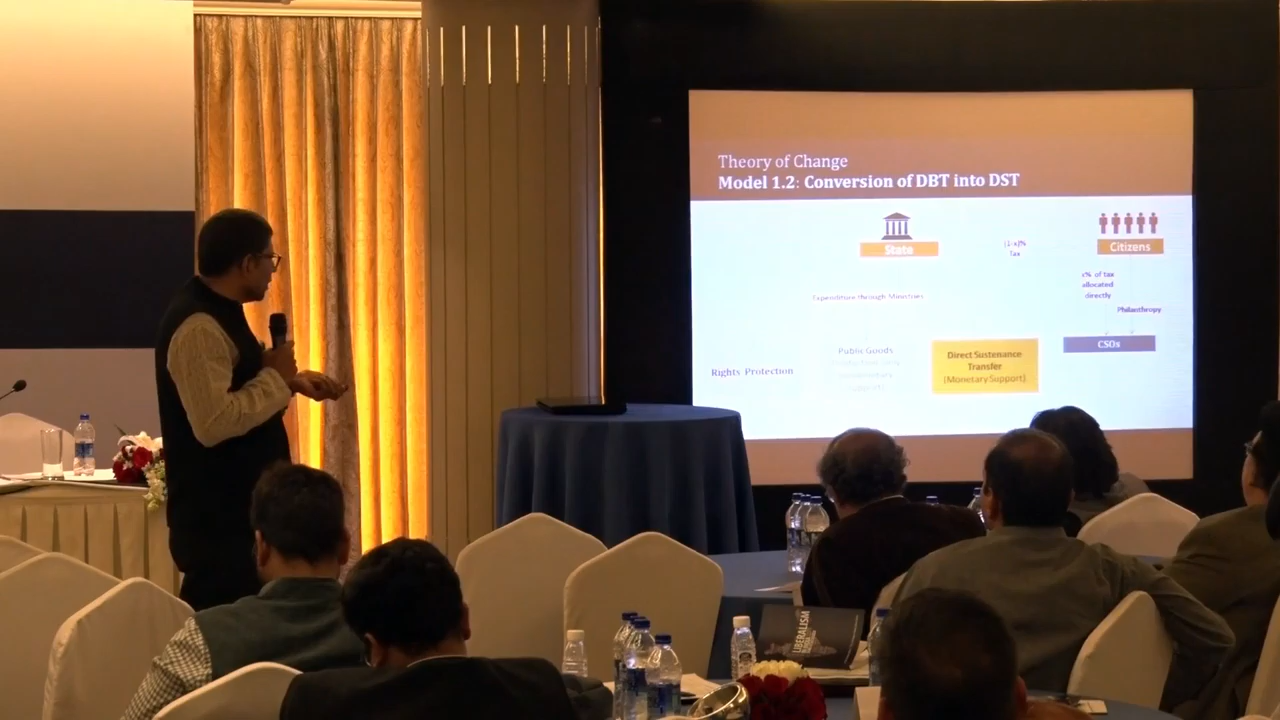 Theory of Change
Model 1.2: Conversion of DBT into DST
State
(1-x)%
Tax
Citizens
x% of tax
allocated
directly
Expenditure through Ministries
Philanthropy
CSOs
Public Goods
Direct Sustenance
Transfer
(Monetary Support)
Rights Protection
LIBERALISM